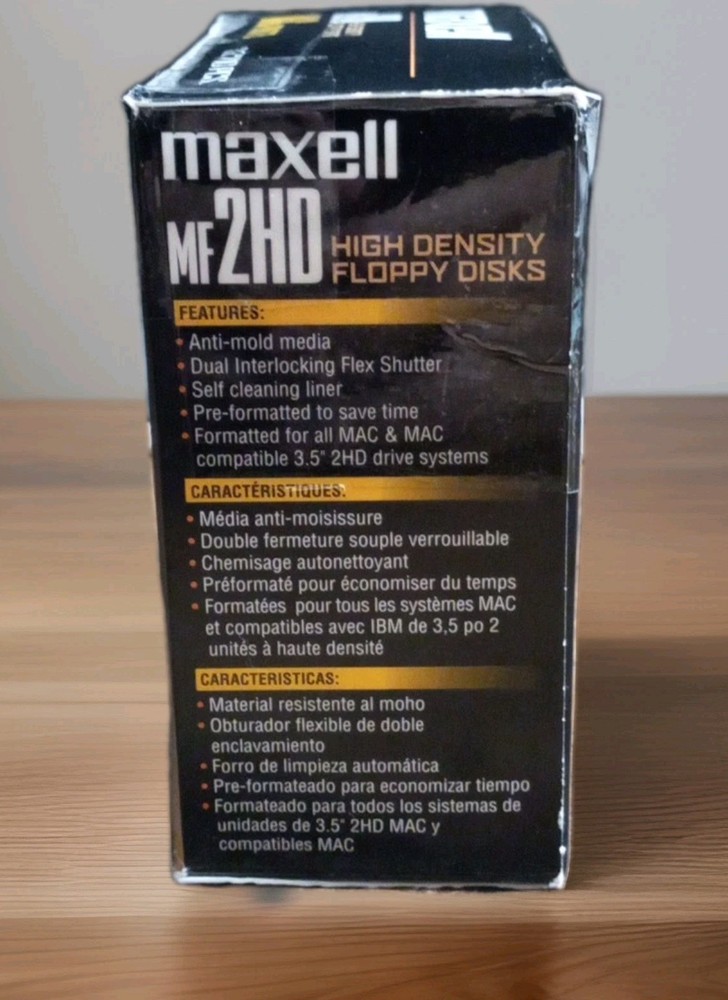 maxell
MF2HD HIGH DENSITY
FLOPPY DISKS
FEATURES:
• Anti-mold media
• Dual Interlocking Flex Shutter
• Self cleaning liner
• Pre-formatted to save time
• Formatted for all MAC & MAC
compatible 3.5" 2HD drive systems
CARACTÉRISTIQUES:
• Média anti-moisissure
• Double fermeture souple verrouillable
• Chemisage autonettoyant
• Préformaté pour économiser du temps
• Formatées pour tous les systèmes MAC
et compatibles avec IBM de 3,5 po 2
unités à haute densité
CARACTERISTICAS:
• Material resistente al moho
• Obturador flexible de doble
enclavamiento
• Forro de limpieza automática
• Pre-formateado para economizar tiempo
• Formateado para todos los sistemas de
unidades de 3.5" 2HD MAC y
compatibles MAC